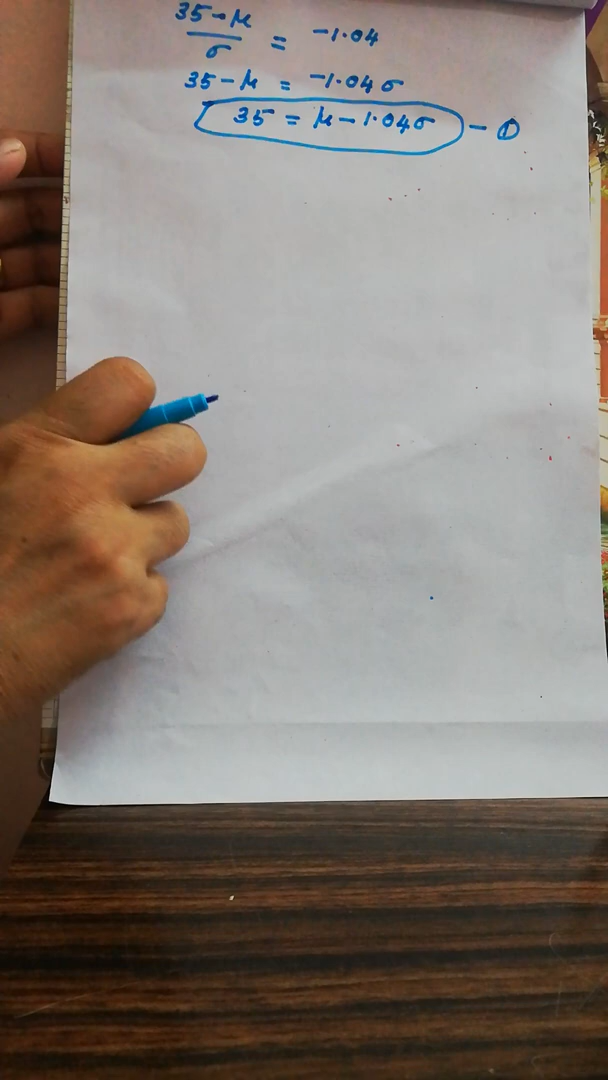 35-μ/σ = -1.04
35-μ = -1.04σ
35 = μ-1.04σ - ①